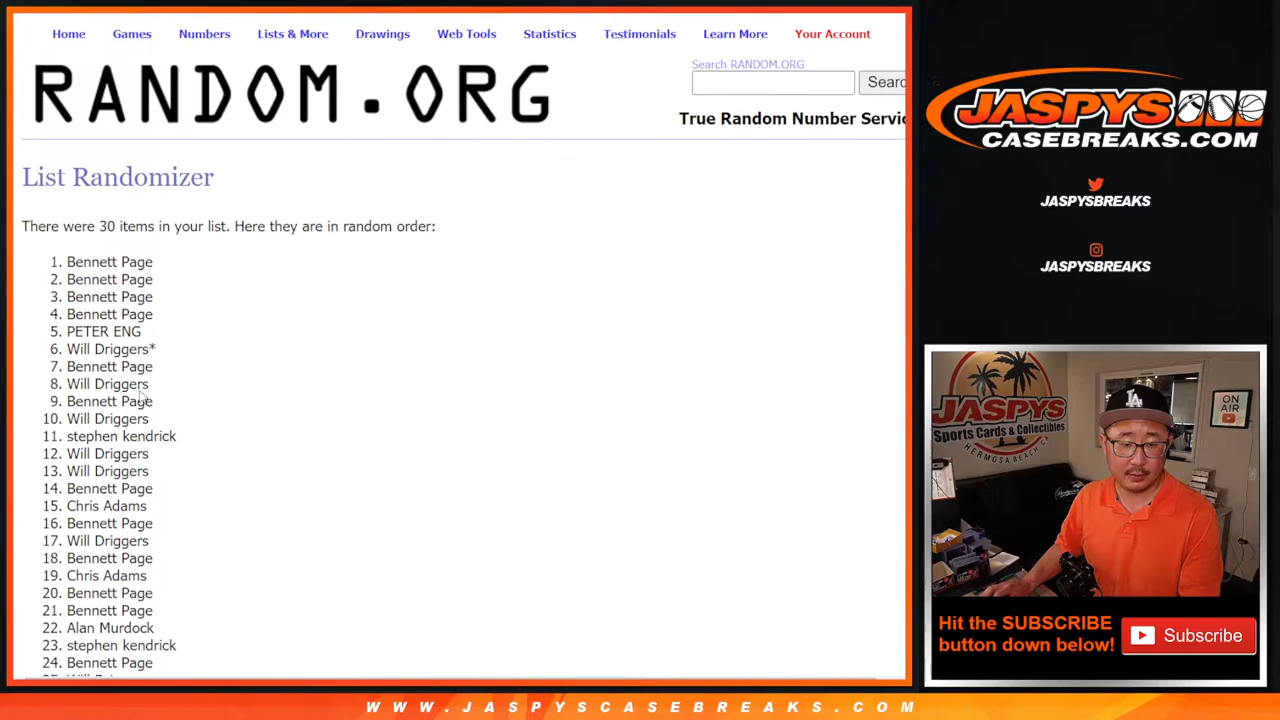 Home Games Numbers Lists & More Drawings Web Tools Statistics Testimonials Learn More Your Account
RANDOM.ORG
Search RANDOM.ORG
Searc
True Random Number Servic
List Randomizer
There were 30 items in your list. Here they are in random order:
1. Bennett Page
2. Bennett Page
3. Bennett Page
4. Bennett Page
5. PETER ENG
6. Will Driggers*
7. Bennett Page
8. Will Driggers
9. Bennett Page
10. Will Driggers
11. stephen kendrick
12. Will Driggers
13. Will Driggers
14. Bennett Page
15. Chris Adams
16. Bennett Page
17. Will Driggers
18. Bennett Page
19. Chris Adams
20. Bennett Page
21. Bennett Page
22. Alan Murdock
23. stephen kendrick
24. Bennett Page
JASPYS
CASEBREAKS.COM
JASPYSBREAKS
JASPYSBREAKS
JASPYS
Sports Cards & Collectibles
HERMOSA BEACH CA
LA
ON AIR
Hit the SUBSCRIBE
button down below!
Subscribe
WWW.JASPYSCASEBREAKS.COM